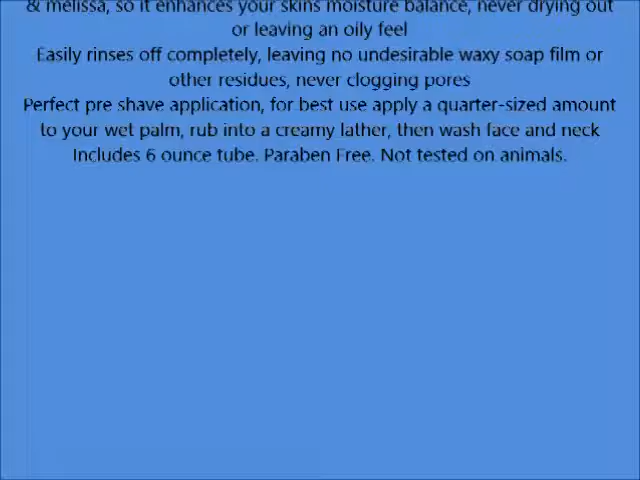 & melissa, so it enhances your skins moisture balance, never drying out
or leaving an oily feel
Easily rinses off completely, leaving no undesirable waxy soap film or
other residues, never clogging pores
Perfect pre shave application, for best use apply a quarter-sized amount
to your wet palm, rub into a creamy lather, then wash face and neck
Includes 6 ounce tube. Paraben Free. Not tested on animals.